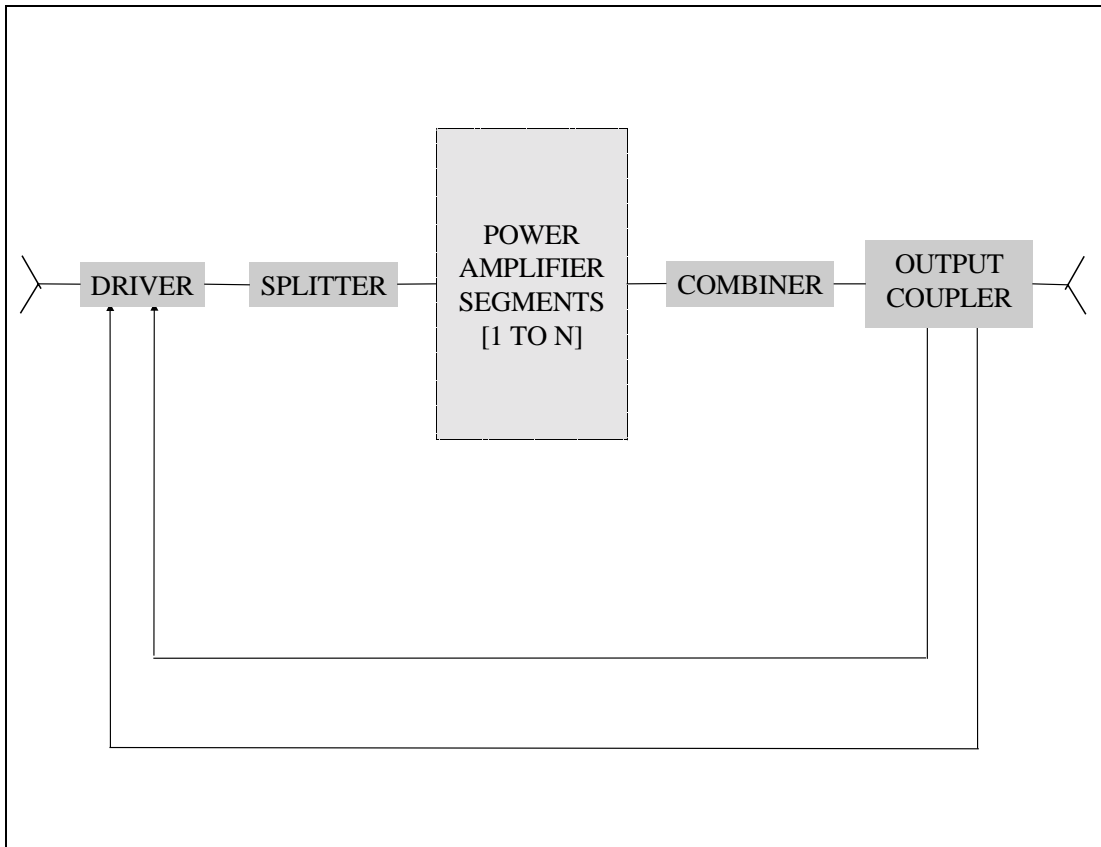 DRIVER
SPLITTER
POWER
AMPLIFIER
SEGMENTS
[1 TO N]
COMBINER
OUTPUT
COUPLER